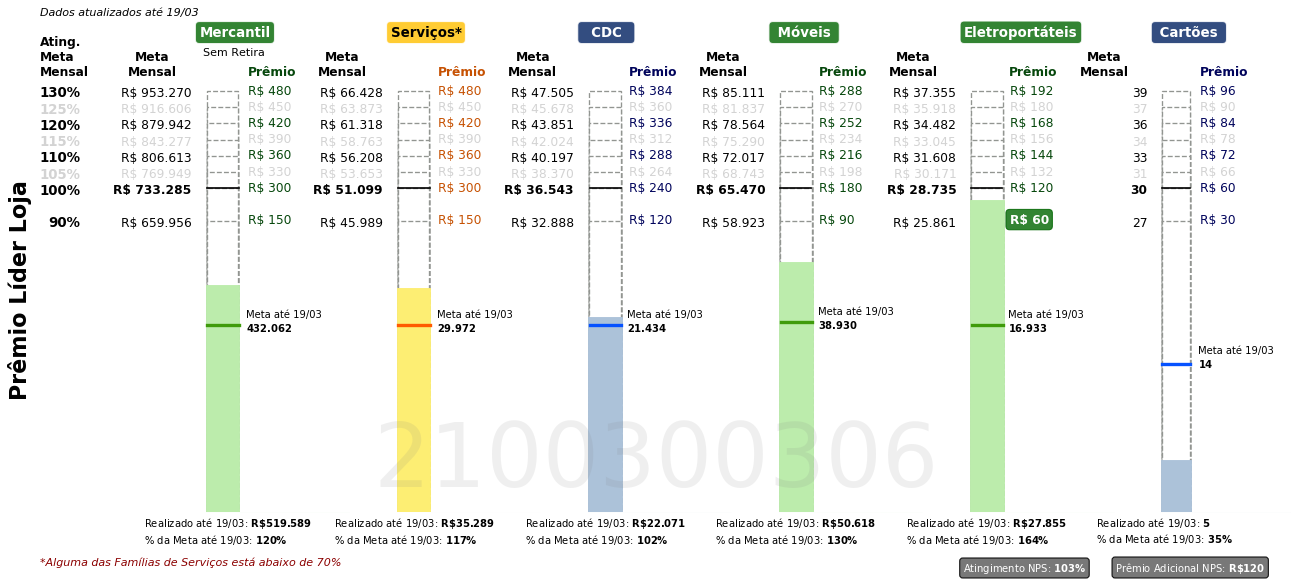 Dados atualizados até 19/03
Mercantil Serviços* CDC Móveis Eletroportáteis Cartões
Sem Retira
Ating. Meta Mensal
Meta Mensal Prêmio Meta Mensal Prêmio Meta Mensal Prêmio Meta Mensal Prêmio Meta Mensal Prêmio Meta Mensal Prêmio
130% R$ 953.270 R$ 480 R$ 66.428 R$ 480 R$ 47.505 R$ 384 R$ 85.111 R$ 288 R$ 37.355 R$ 192 39 R$ 96
125% R$ 916.606 R$ 450 R$ 63.873 R$ 450 R$ 45.678 R$ 360 R$ 81.837 R$ 270 R$ 35.918 R$ 180 37 R$ 90
120% R$ 879.942 R$ 420 R$ 61.318 R$ 420 R$ 43.851 R$ 336 R$ 78.564 R$ 252 R$ 34.482 R$ 168 36 R$ 84
115% R$ 843.277 R$ 390 R$ 58.763 R$ 390 R$ 42.024 R$ 312 R$ 75.290 R$ 234 R$ 33.045 R$ 156 34 R$ 78
110% R$ 806.613 R$ 360 R$ 56.208 R$ 360 R$ 40.197 R$ 288 R$ 72.017 R$ 216 R$ 31.608 R$ 144 33 R$ 72
105% R$ 769.949 R$ 330 R$ 53.653 R$ 330 R$ 38.370 R$ 264 R$ 68.743 R$ 198 R$ 30.171 R$ 132 31 R$ 66
100% R$ 733.285 R$ 300 R$ 51.099 R$ 300 R$ 36.543 R$ 240 R$ 65.470 R$ 180 R$ 28.735 R$ 120 30 R$ 60
90% R$ 659.956 R$ 150 R$ 45.989 R$ 150 R$ 32.888 R$ 120 R$ 58.923 R$ 90 R$ 25.861 R$ 60 27 R$ 30
Prêmio Líder Loja
Meta até 19/03 Meta até 19/03 Meta até 19/03 Meta até 19/03 Meta até 19/03 Meta até 19/03
432.062 29.972 21.434 38.930 16.933 14
2100300306
Realizado até 19/03: R$519.589 Realizado até 19/03: R$35.289 Realizado até 19/03: R$22.071 Realizado até 19/03: R$50.618 Realizado até 19/03: R$27.855 Realizado até 19/03: 5
% da Meta até 19/03: 120% % da Meta até 19/03: 117% % da Meta até 19/03: 102% % da Meta até 19/03: 130% % da Meta até 19/03: 164% % da Meta até 19/03: 35%
*Alguma das Famílias de Serviços está abaixo de 70%
Atingimento NPS: 103% Prêmio Adicional NPS: R$120